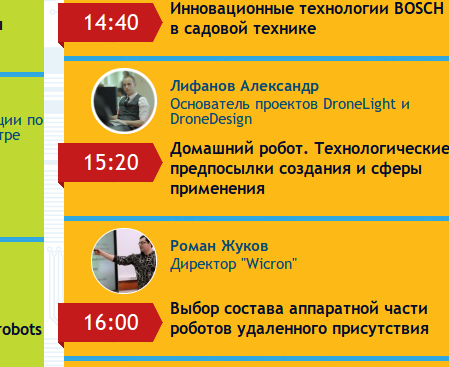 ции по
тре
robots
14:40
Инновационные технологии BOSCH
в садовой технике
Лифанов Александр
Основатель проектов DroneLight и
DroneDesign
15:20
Домашний робот. Технологические
предпосылки создания и сферы
применения
Роман Жуков
Директор "Wicron"
16:00
Выбор состава аппаратной части
роботов удаленного присутствия